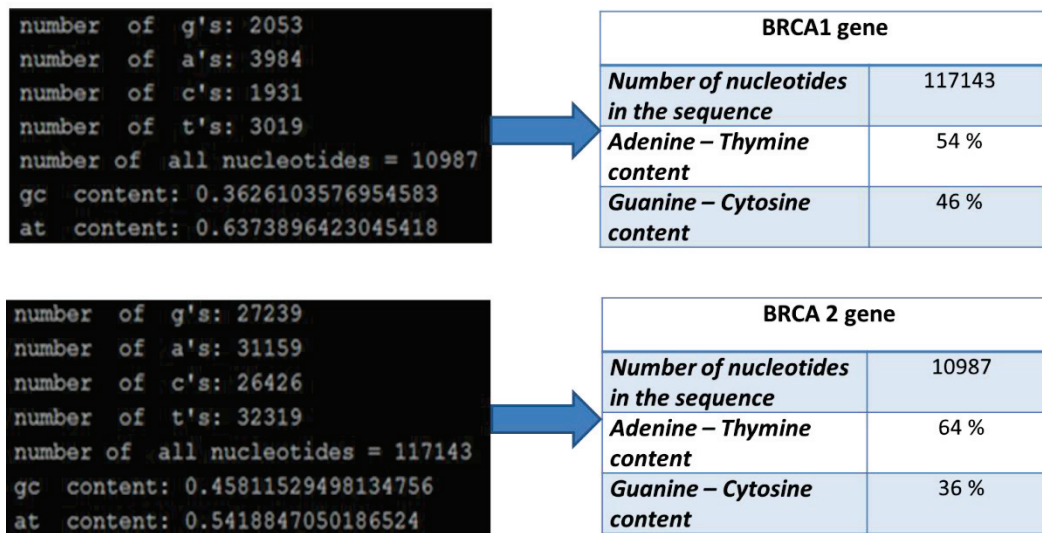 number of g's: 2053
number of a's: 3984
number of c's: 1931
number of t's: 3019
number of all nucleotides = 10987
gc content: 0.36261035769545​83
at content: 0.6373896423045418
BRCA1 gene
Number of nucleotides
in the sequence
117143
Adenine – Thymine
content
54 %
Guanine – Cytosine
content
46 %
number of g's: 27239
number of a's: 31159
number of c's: 26426
number of t's: 32319
number of all nucleotides = 117143
gc content: 0.458115294981​34756
at content: 0.5418847050186524
BRCA 2 gene
Number of nucleotides
in the sequence
10987
Adenine – Thymine
content
64 %
Guanine – Cytosine
content
36 %